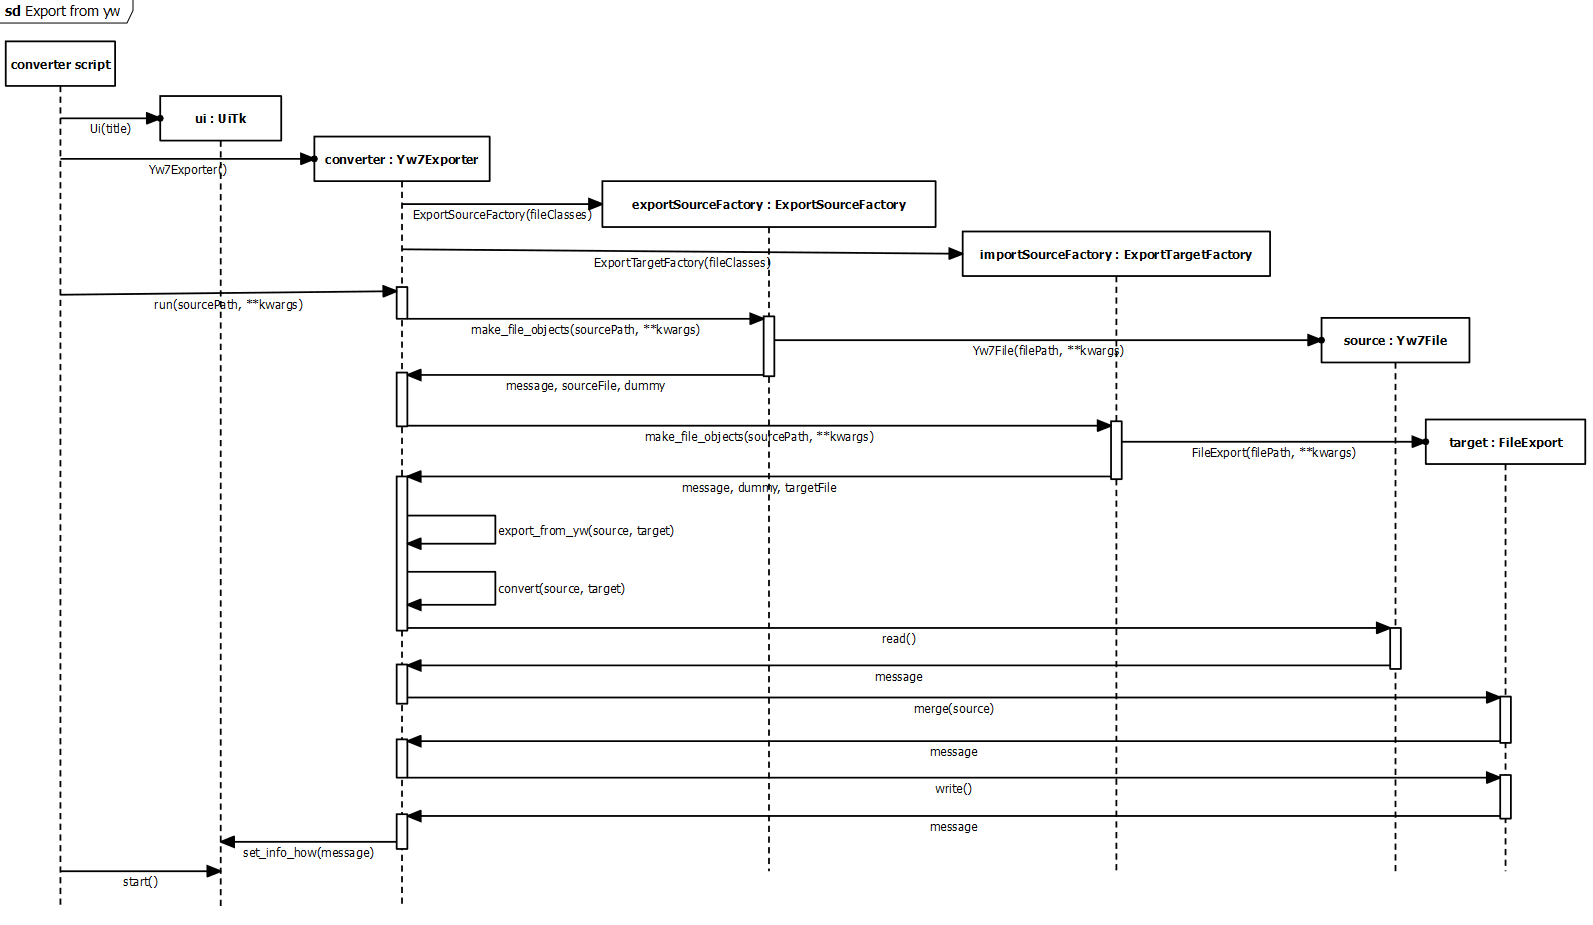 sd Export from yw
converter script
ui : UiTk
Ui(title)
converter : Yw7Exporter
Yw7Exporter()
exportSourceFactory : ExportSourceFactory
ExportSourceFactory(fileClasses)
importSourceFactory : ExportTargetFactory
ExportTargetFactory(fileClasses)
run(sourcePath, **kwargs)
make_file_objects(sourcePath, **kwargs)
source : Yw7File
Yw7File(filePath, **kwargs)
message, sourceFile, dummy
make_file_objects(sourcePath, **kwargs)
target : FileExport
FileExport(filePath, **kwargs)
message, dummy, targetFile
export_from_yw(source, target)
convert(source, target)
read()
message
merge(source)
message
write()
message
set_info_how(message)
start()